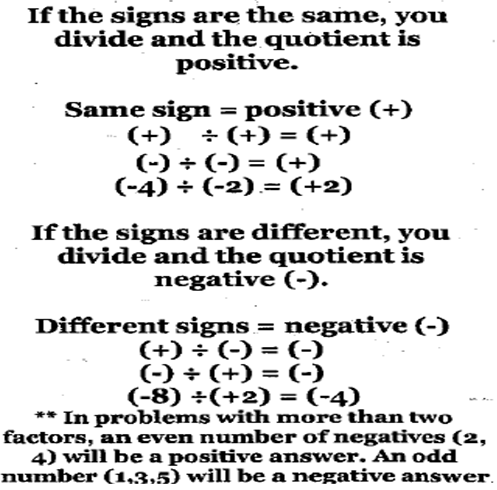 If the signs are the same, you
divide and the quotient is
positive.
Same sign = positive (+)
(+) ÷ (+) = (+)
(-) ÷ (-) = (+)
(-4) ÷ (-2) = (+2)
If the signs are different, you
divide and the quotient is
negative (-).
Different signs = negative (-)
(+) ÷ (-) = (-)
(-) ÷ (+) = (-)
(-8) ÷(+2) = (-4)
** In problems with more than two
factors, an even number of negatives (2,
4) will be a positive answer. An odd
number (1,3,5) will be a negative answer